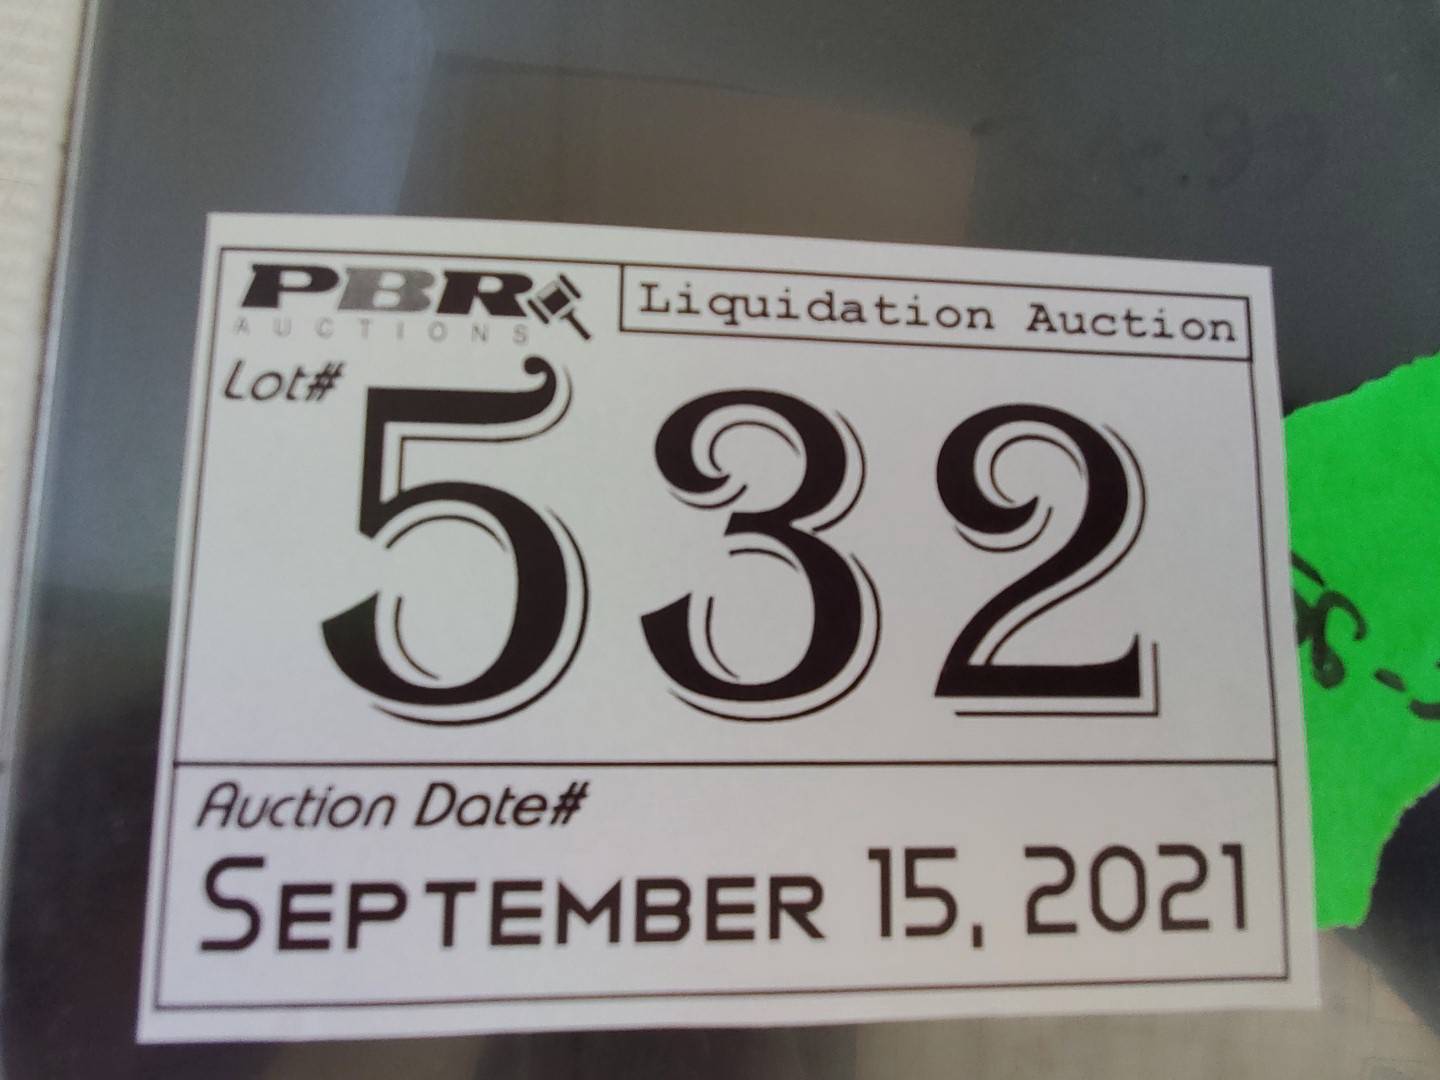 PBR
AUCTIONS
Liquidation Auction
Lot#
532
Auction Date#
SEPTEMBER 15, 2021